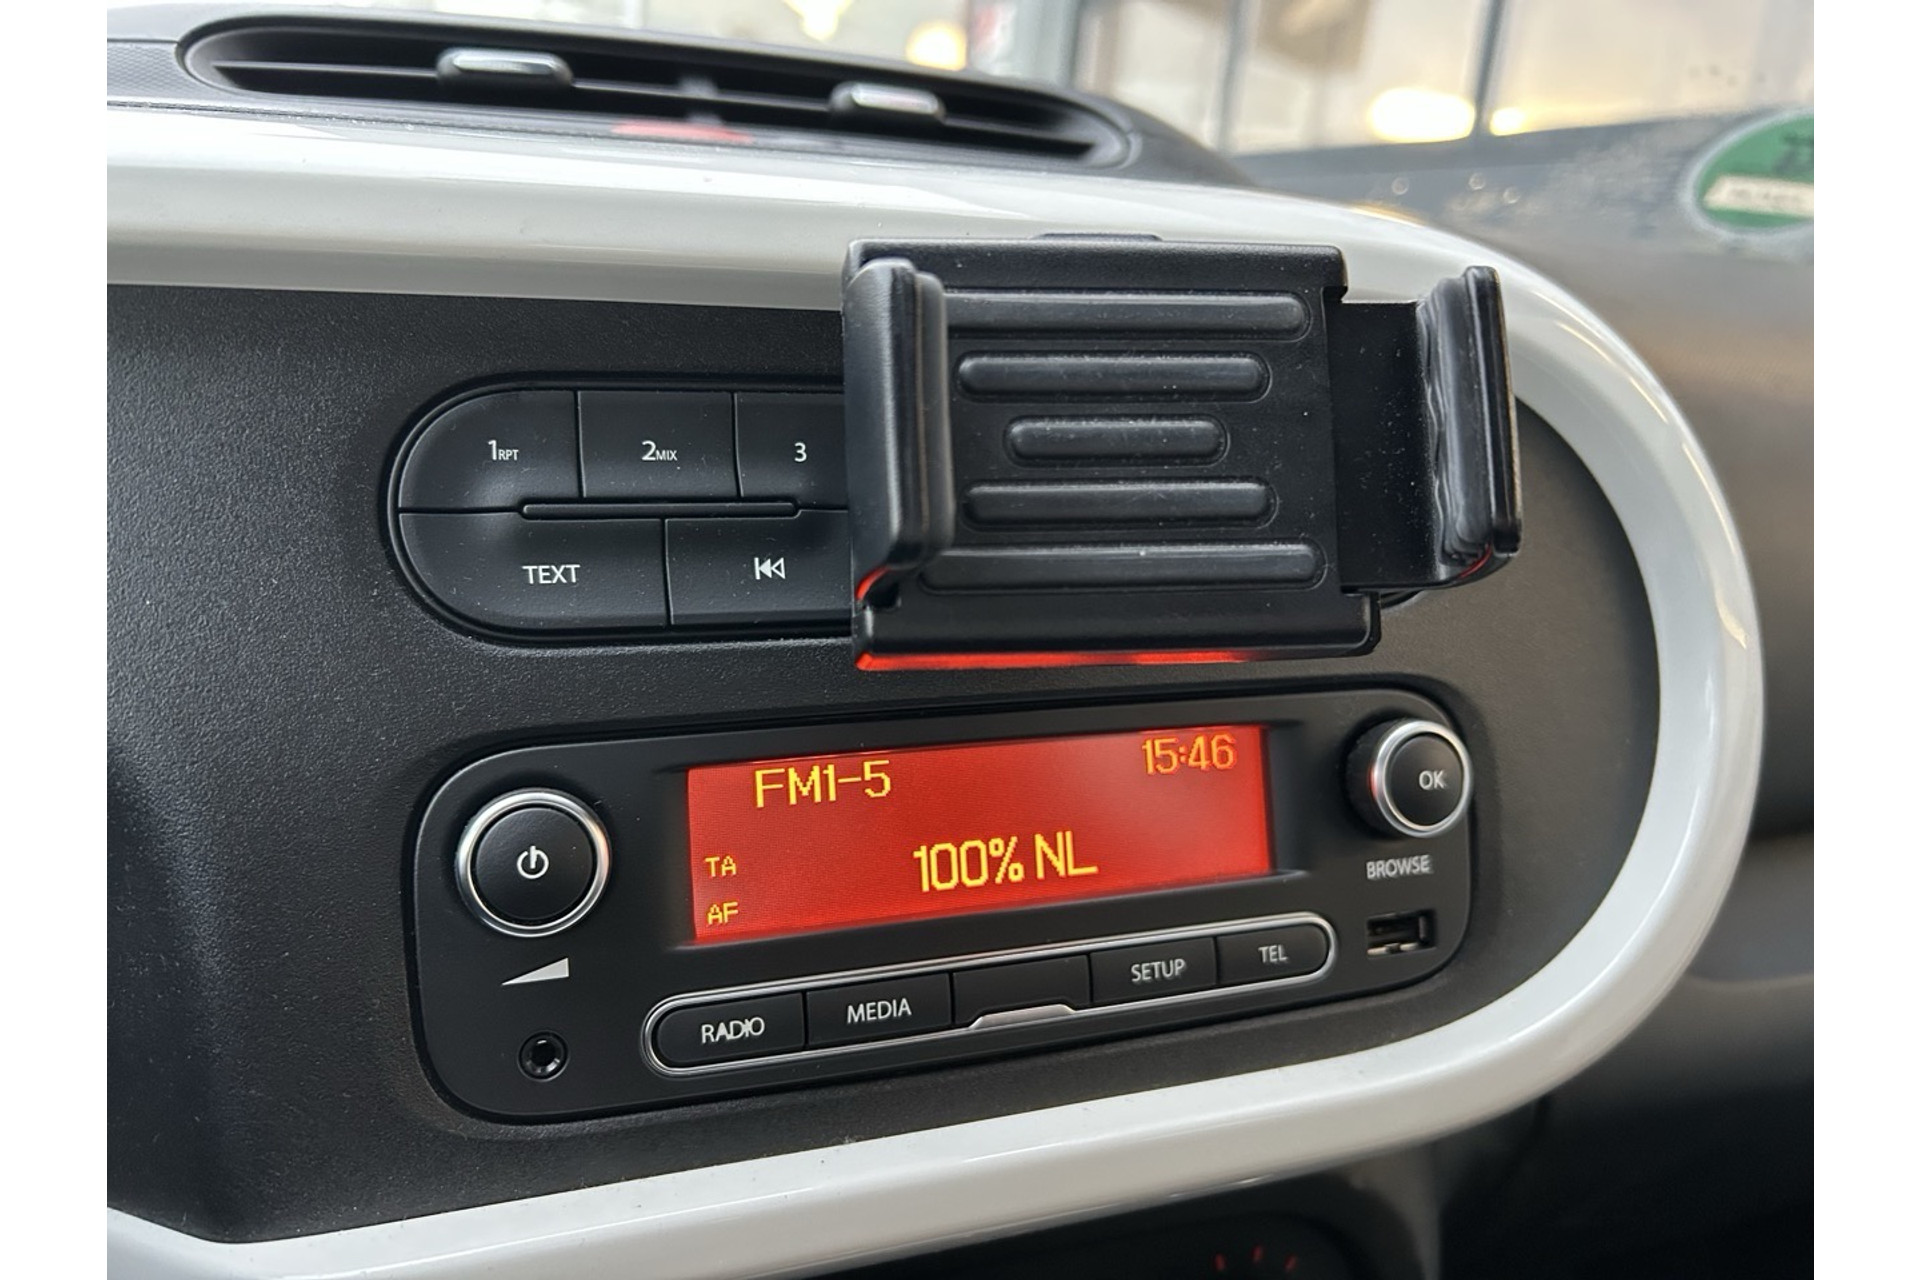 1RPT
2MIX
3
TEXT
FM1-5
15:46
TA
100% NL
AF
OK
BROWSE
RADIO
MEDIA
SETUP
TEL